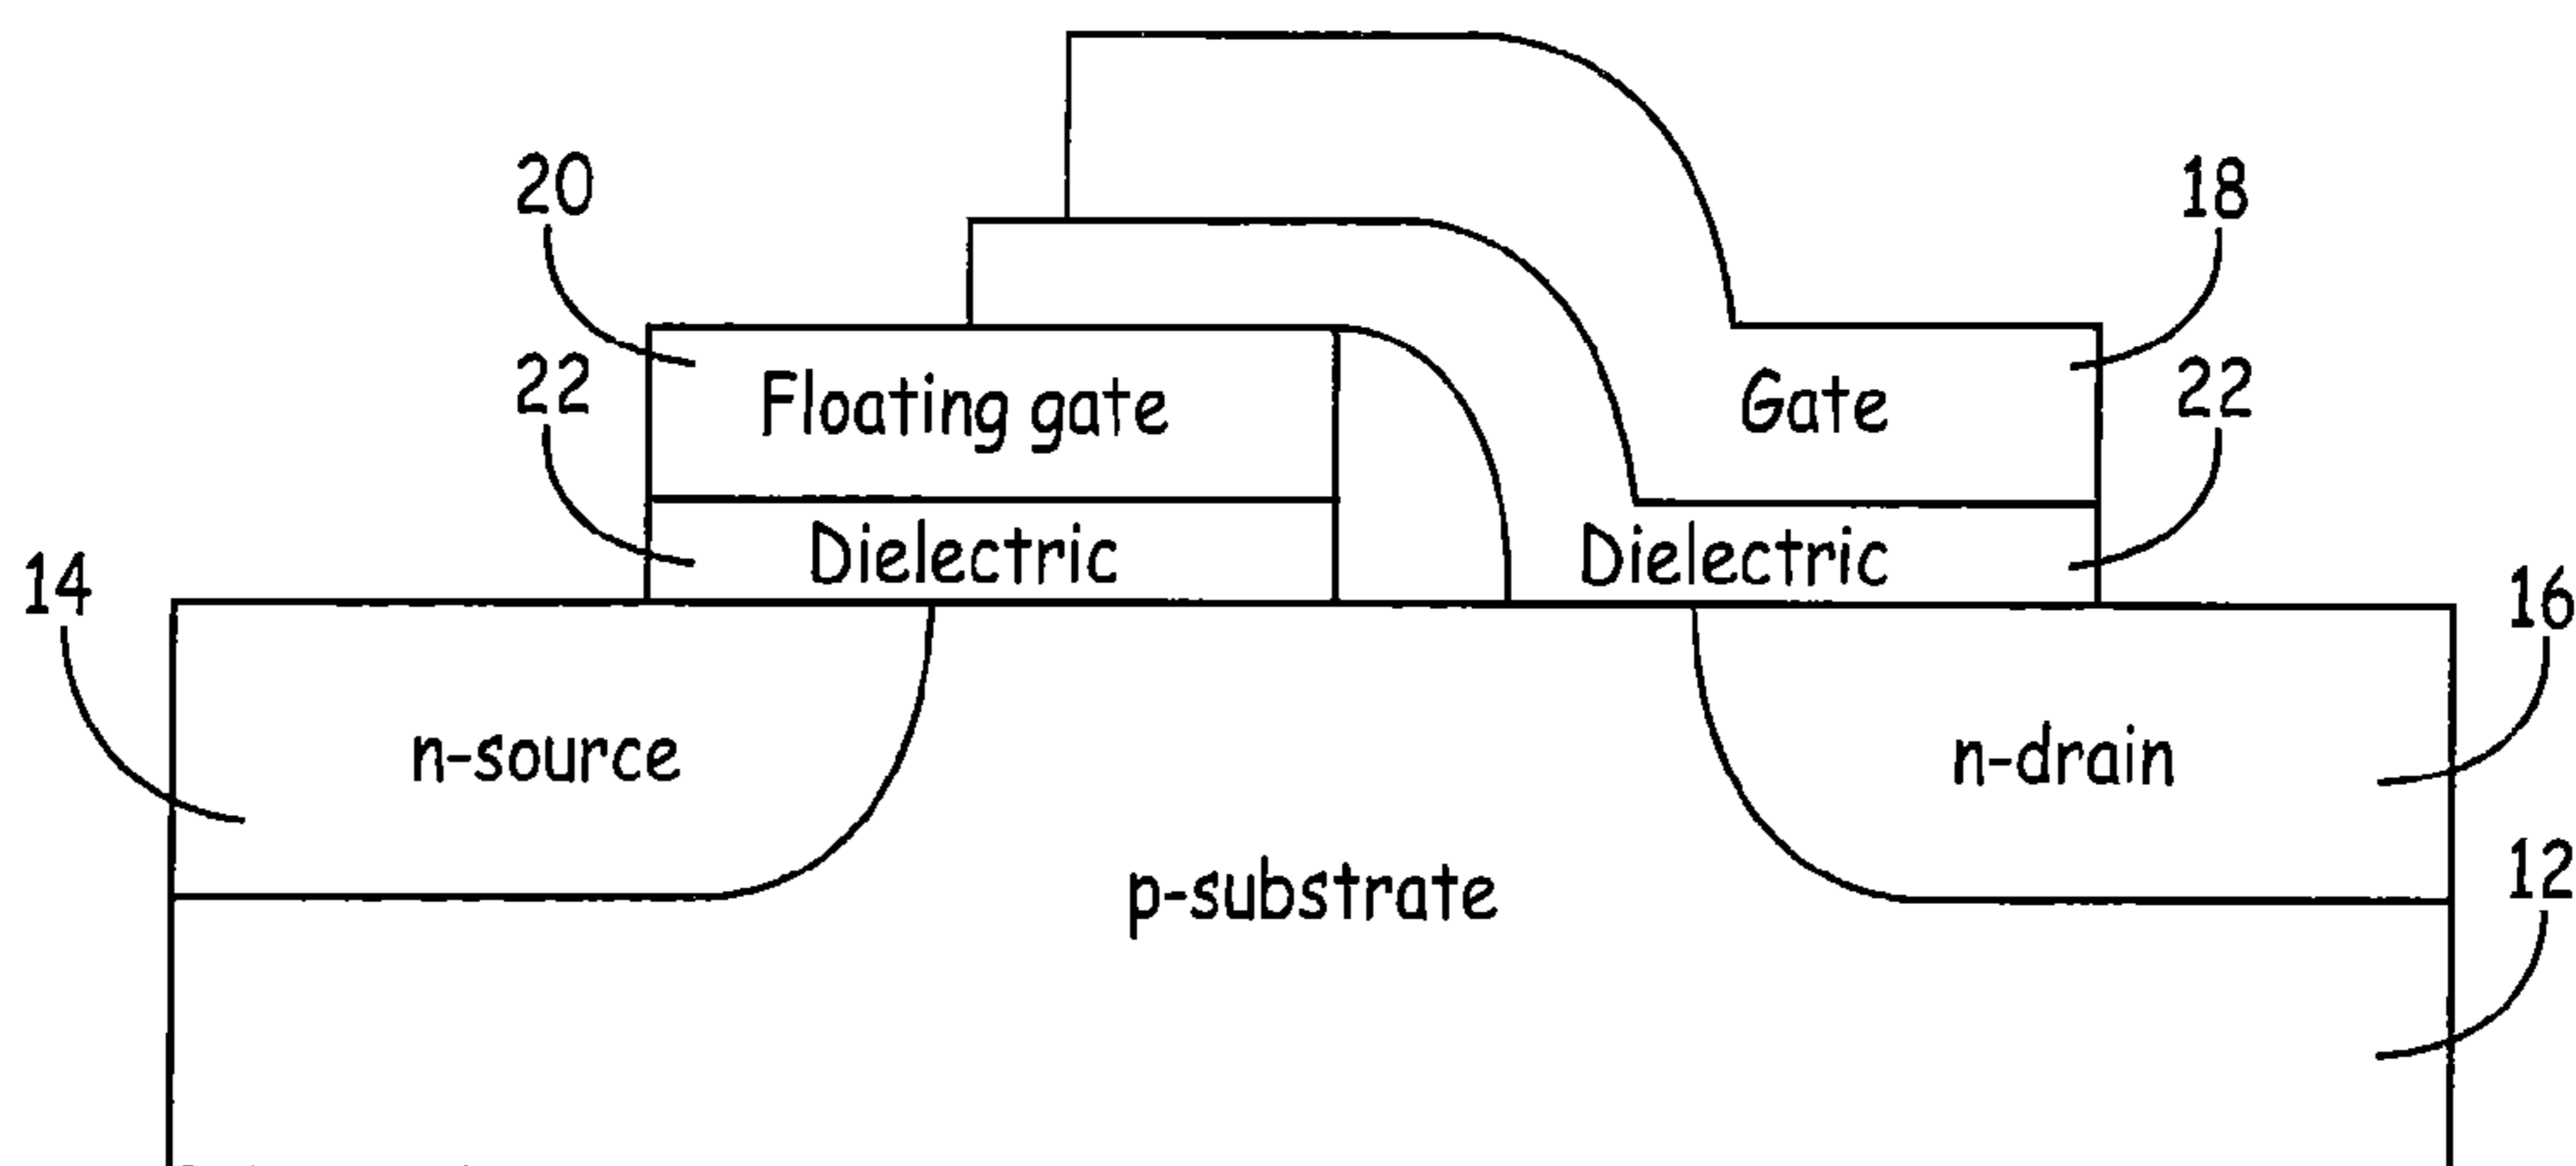 20
18
22
Floating gate
Gate
22
14
Dielectric
Dielectric
16
n-source
n-drain
12
p-substrate